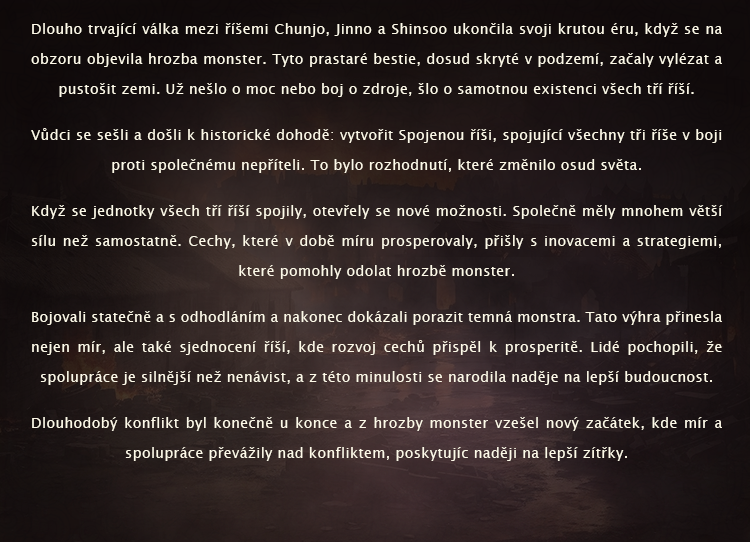 Dlouho trvající válka mezi říšemi Chunjo, Jinno a Shinsoo ukončila svoji krutou éru, když se na
obzoru objevila hrozba monster. Tyto prastaré bestie, dosud skryté v podzemí, začaly vylézat a
pustošit zemi. Už nešlo o moc nebo boj o zdroje, šlo o samotnou existenci všech tří říší.
Vůdci se sešli a došli k historické dohodě: vytvořit Spojenou říši, spojující všechny tři říše v boji
proti společnému nepříteli. To bylo rozhodnutí, které změnilo osud světa.
Když se jednotky všech tří říší spojily, otevřely se nové možnosti. Společně měly mnohem větší
sílu než samostatně. Cechy, které v době míru prosperovaly, přišly s inovacemi a strategiemi,
které pomohly odolat hrozbě monster.
Bojovali statečně a s odhodláním a nakonec dokázali porazit temná monstra. Tato výhra přinesla
nejen mír, ale také sjednocení říší, kde rozvoj cechů přispěl k prosperitě. Lidé pochopili, že
spolupráce je silnější než nenávist, a z této minulosti se narodila naděje na lepší budoucnost.
Dlouhodobý konflikt byl konečně u konce a z hrozby monster vzešel nový začátek, kde mír a
spolupráce převážily nad konfliktem, poskytujíc naději na lepší zítřky.